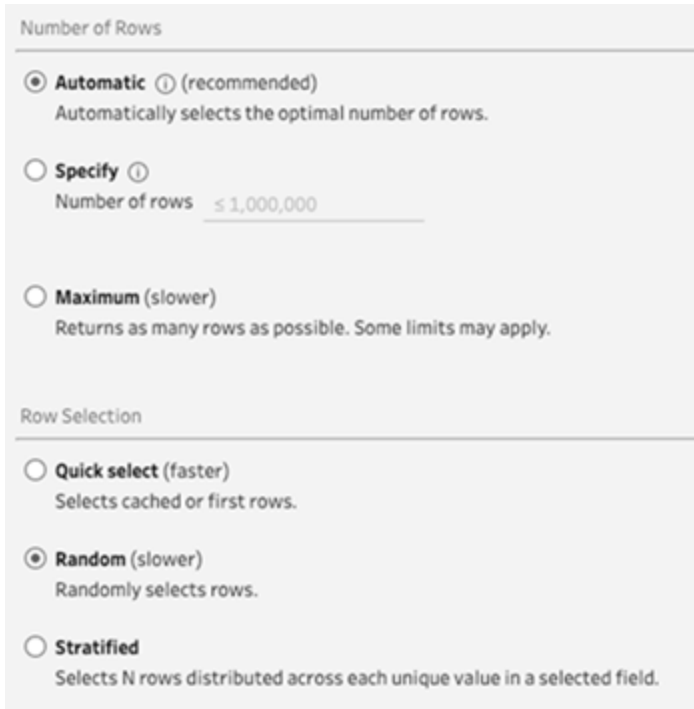 Number of Rows
Automatic ⓘ (recommended)
Automatically selects the optimal number of rows.
Specify ⓘ
Number of rows ≤ 1,000,000
Maximum (slower)
Returns as many rows as possible. Some limits may apply.
Row Selection
Quick select (faster)
Selects cached or first rows.
Random (slower)
Randomly selects rows.
Stratified
Selects N rows distributed across each unique value in a selected field.